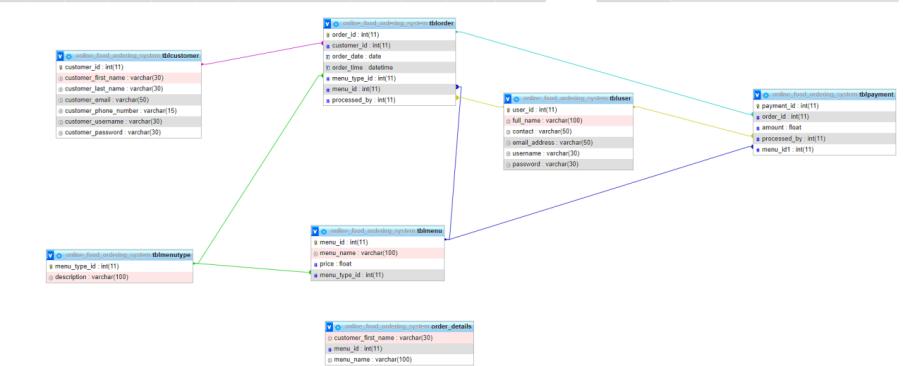 online_food_ordering_system.tblorder
order_id : int(11)
customer_id : int(11)
order_date : date
order_time : datetime
menu_type_id : int(11)
menu_id : int(11)
processed_by : int(11)
online_food_ordering_system.tblcustomer
customer_id : int(11)
customer_first_name : varchar(30)
customer_last_name : varchar(30)
customer_email : varchar(50)
customer_phone_number : varchar(15)
customer_username : varchar(30)
customer_password : varchar(30)
online_food_ordering_system.tbluser
user_id : int(11)
full_name : varchar(100)
contact : varchar(50)
email_address : varchar(50)
username : varchar(30)
password : varchar(30)
online_food_ordering_system.tblpayment
payment_id : int(11)
order_id : int(11)
amount : float
processed_by : int(11)
menu_id1 : int(11)
online_food_ordering_system.tblmenutype
menu_type_id : int(11)
description : varchar(100)
online_food_ordering_system.tblmenu
menu_id : int(11)
menu_name : varchar(100)
price : float
menu_type_id : int(11)
online_food_ordering_system.order_details
customer_first_name : varchar(30)
menu_id : int(11)
menu_name : varchar(100)